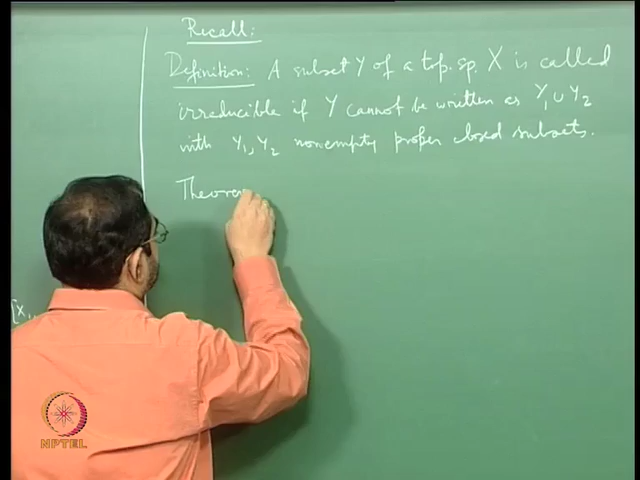 Recall:
Definition: A subset Y of a top. sp. X is called
irreducible if Y cannot be written as Y₁ ∪ Y₂
with Y₁, Y₂ nonempty proper closed subsets.
Theorem
[X₁,
NPTEL